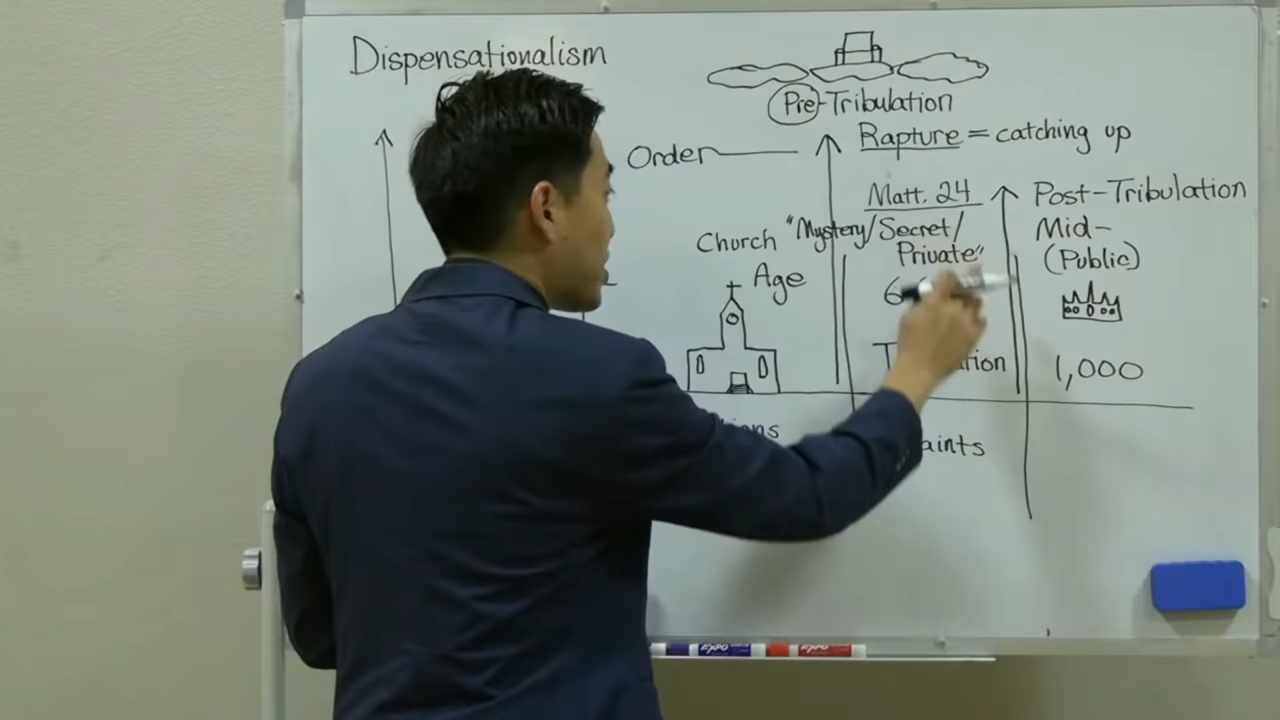 Dispensationalism
Pre-Tribulation
Rapture = catching up
Order
Matt. 24
Post-Tribulation
"Mystery/Secret/
Private"
Mid-
(Public)
Church
Age
1,000
EXPO
EXPO